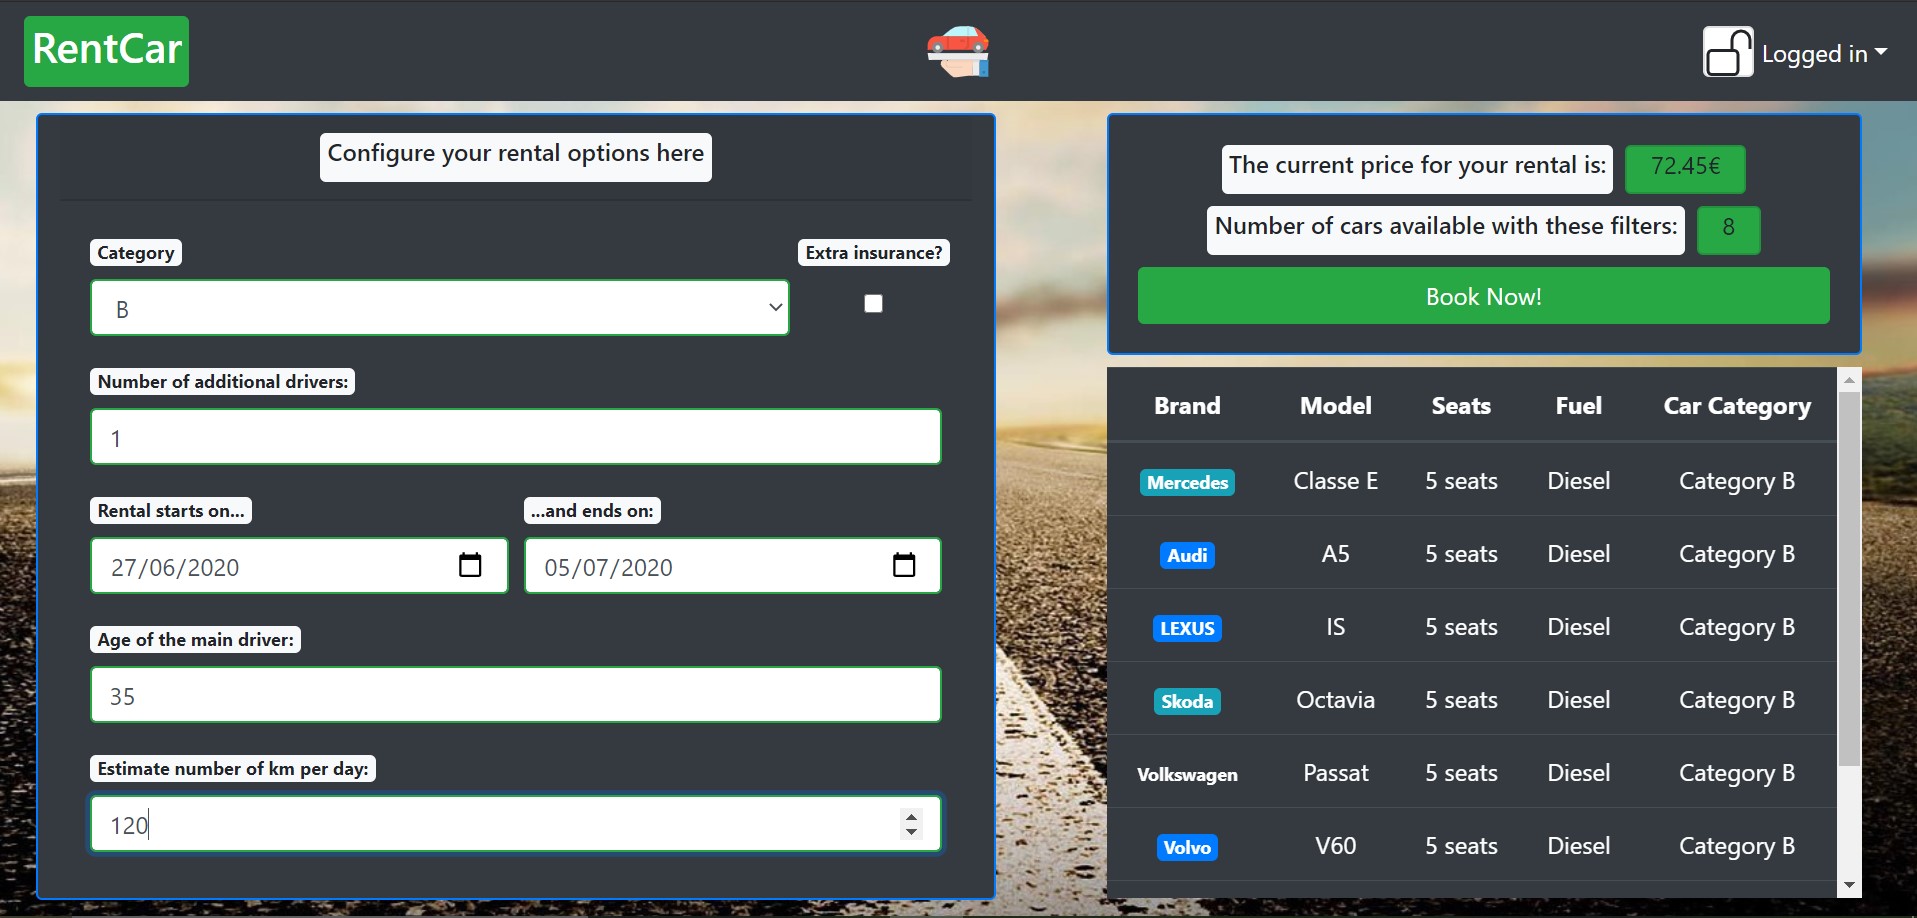 RentCar
Logged in
Configure your rental options here
Category
Extra insurance?
B
Number of additional drivers:
1
Rental starts on...
...and ends on:
27/06/2020
05/07/2020
Age of the main driver:
35
Estimate number of km per day:
120
The current price for your rental is: 72.45€
Number of cars available with these filters: 8
Book Now!
Brand Model Seats Fuel Car Category
Mercedes Classe E 5 seats Diesel Category B
Audi A5 5 seats Diesel Category B
LEXUS IS 5 seats Diesel Category B
Skoda Octavia 5 seats Diesel Category B
Volkswagen Passat 5 seats Diesel Category B
Volvo V60 5 seats Diesel Category B